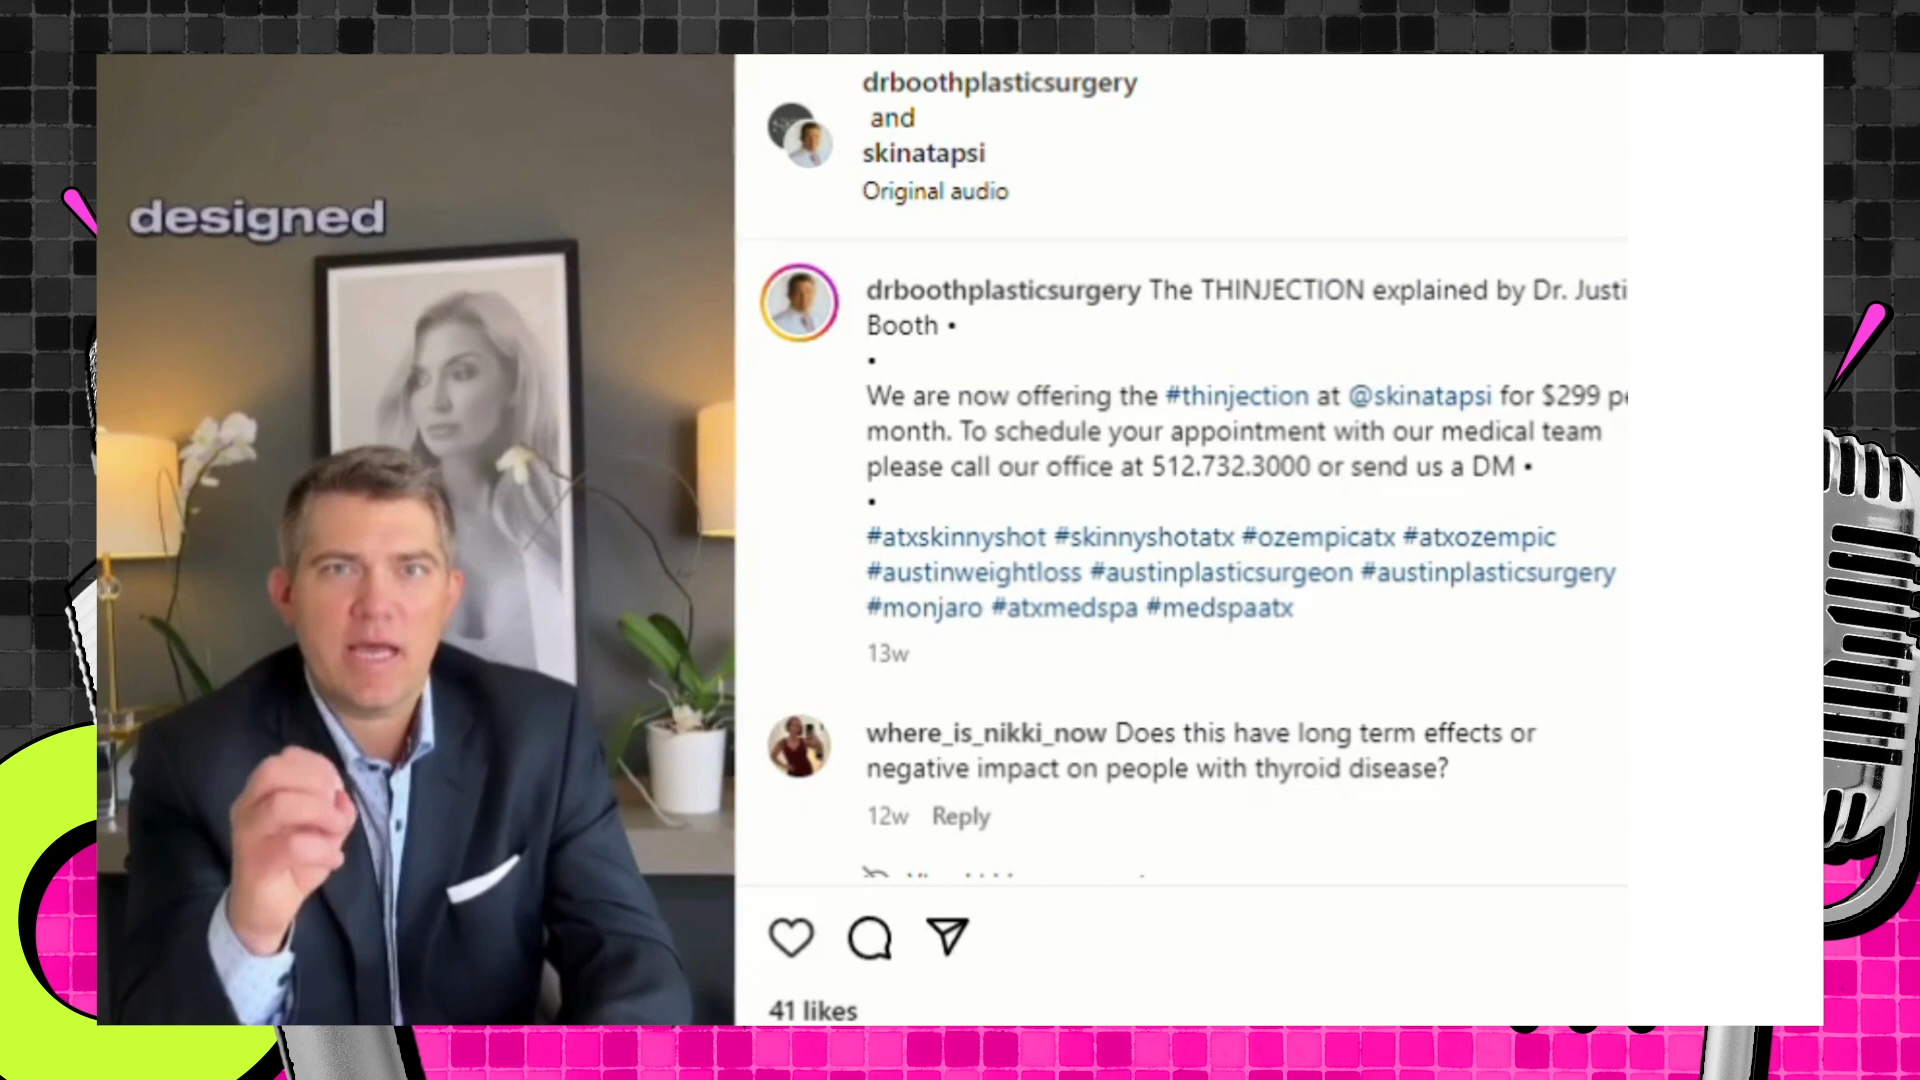 designed
drboothplasticsurgery
and
skinatapsi
Original audio
drboothplasticsurgery The THINJECTION explained by Dr. Justi
Booth •
•
We are now offering the #thinjection at @skinatapsi for $299 p
month. To schedule your appointment with our medical team
please call our office at 512.732.3000 or send us a DM •
•
#atxskinnyshot #skinnyshotatx #ozempicatx #atxozempic
#austinweightloss #austinplasticsurgeon #austinplasticsurgery
#monjaro #atxmedspa #medspaatx
13w
where_is_nikki_now Does this have long term effects or
negative impact on people with thyroid disease?
12w Reply
41 likes